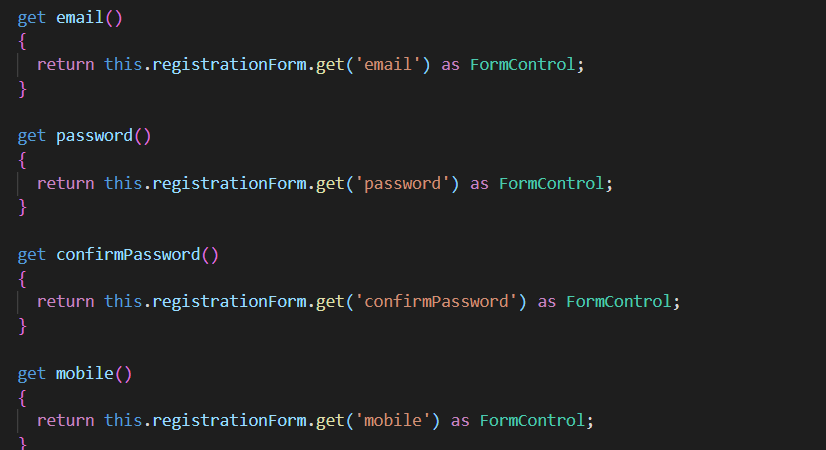 get email()
{
return this.registrationForm.get('email') as FormControl;
}
get password()
{
return this.registrationForm.get('password') as FormControl;
}
get confirmPassword()
{
return this.registrationForm.get('confirmPassword') as FormControl;
}
get mobile()
{
return this.registrationForm.get('mobile') as FormControl;
}